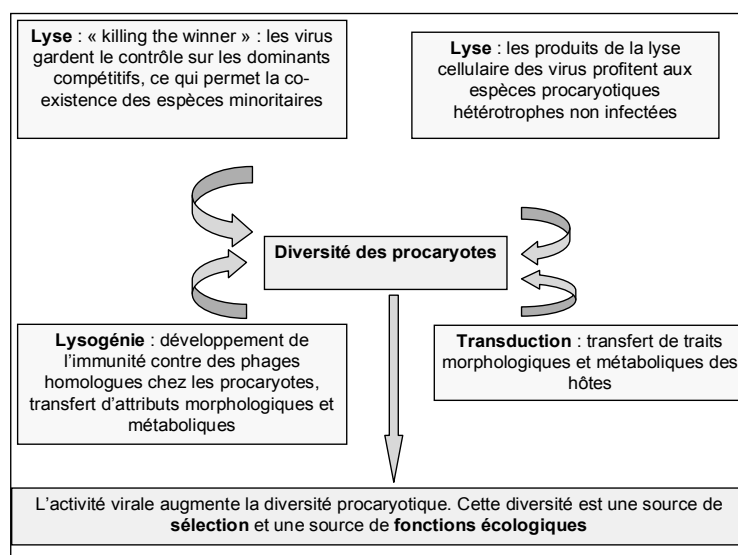 Lyse : « killing the winner » : les virus
gardent le contrôle sur les dominants
compétitifs, ce qui permet la co-
existence des espèces minoritaires
Lyse : les produits de la lyse
cellulaire des virus profitent aux
espèces procaryotiques
hétérotrophes non infectées
Diversité des procaryotes
Lysogénie : développement de
l'immunité contre des phages
homologues chez les procaryotes,
transfert d'attributs morphologiques et
métaboliques
Transduction : transfert de traits
morphologiques et métaboliques des
hôtes
L'activité virale augmente la diversité procaryotique. Cette diversité est une source de
sélection et une source de fonctions écologiques